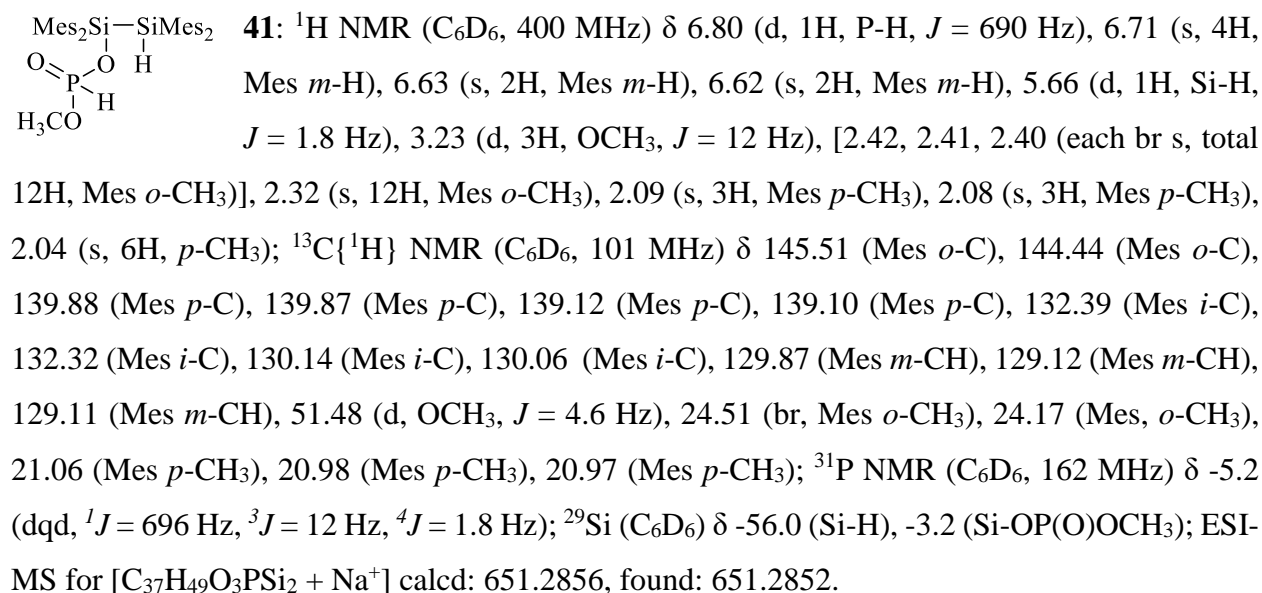 Mes₂Si—SiMes₂
O H
O P H
H₃CO
41: ¹H NMR (C₆D₆, 400 MHz) δ 6.80 (d, 1H, P-H, J = 690 Hz), 6.71 (s, 4H,
Mes m-H), 6.63 (s, 2H, Mes m-H), 6.62 (s, 2H, Mes m-H), 5.66 (d, 1H, Si-H,
J = 1.8 Hz), 3.23 (d, 3H, OCH₃, J = 12 Hz), [2.42, 2.41, 2.40 (each br s, total
12H, Mes o-CH₃)], 2.32 (s, 12H, Mes o-CH₃), 2.09 (s, 3H, Mes p-CH₃), 2.08 (s, 3H, Mes p-CH₃),
2.04 (s, 6H, p-CH₃); ¹³C{¹H} NMR (C₆D₆, 101 MHz) δ 145.51 (Mes o-C), 144.44 (Mes o-C),
139.88 (Mes p-C), 139.87 (Mes p-C), 139.12 (Mes p-C), 139.10 (Mes p-C), 132.39 (Mes i-C),
132.32 (Mes i-C), 130.14 (Mes i-C), 130.06 (Mes i-C), 129.87 (Mes m-CH), 129.12 (Mes m-CH),
129.11 (Mes m-CH), 51.48 (d, OCH₃, J = 4.6 Hz), 24.51 (br, Mes o-CH₃), 24.17 (Mes, o-CH₃),
21.06 (Mes p-CH₃), 20.98 (Mes p-CH₃), 20.97 (Mes p-CH₃); ³¹P NMR (C₆D₆, 162 MHz) δ -5.2
(dqd, ¹J = 696 Hz, ³J = 12 Hz, ⁴J = 1.8 Hz); ²⁹Si (C₆D₆) δ -56.0 (Si-H), -3.2 (Si-OP(O)OCH₃); ESI-
MS for [C₃₇H₄₉O₃PSi₂ + Na⁺] calcd: 651.2856, found: 651.2852.